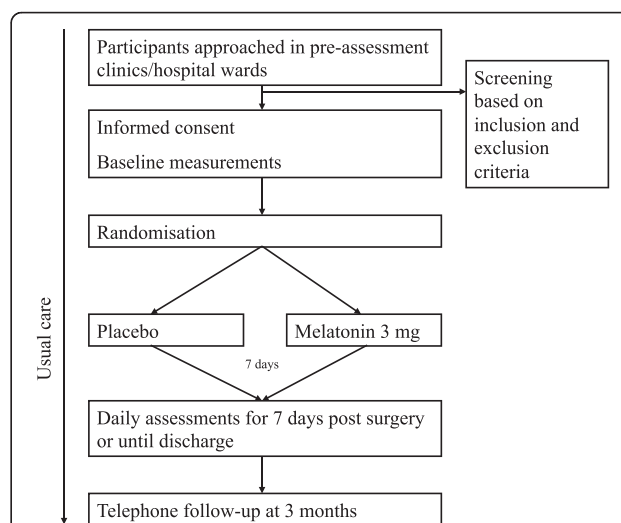 Participants approached in pre-assessment
clinics/hospital wards
Screening
based on
inclusion and
exclusion
criteria
Informed consent
Baseline measurements
Randomisation
Placebo
Melatonin 3 mg
7 days
Daily assessments for 7 days post surgery
or until discharge
Telephone follow-up at 3 months
Usual care